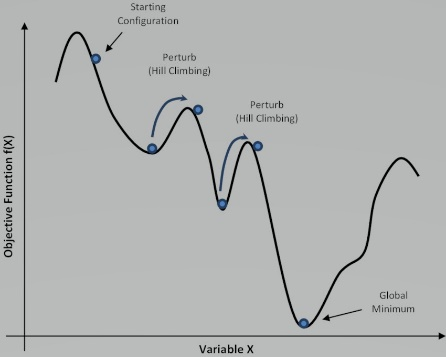 Starting
Configuration
Perturb
(Hill Climbing)
Perturb
(Hill Climbing)
Objective Function f(X)
Global
Minimum
Variable X